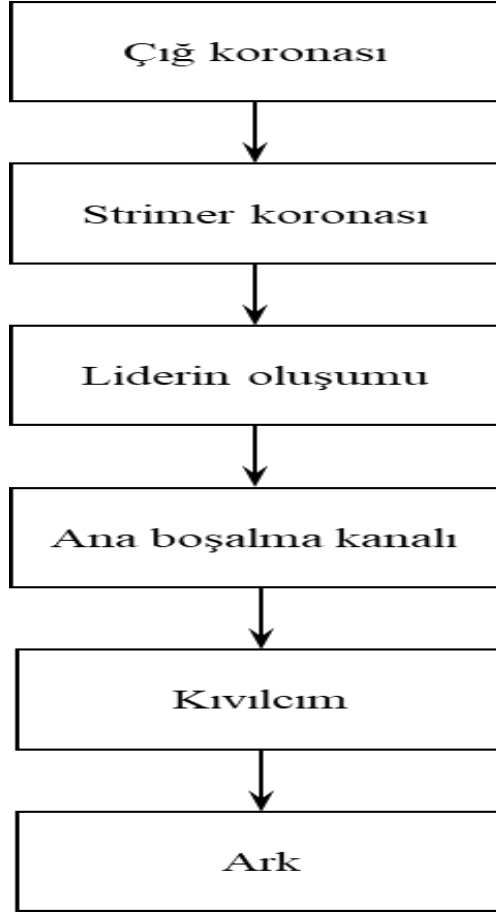 Çığ koronası
Strimer koronası
Liderin oluşumu
Ana boşalma kanalı
Kıvılcım
Ark